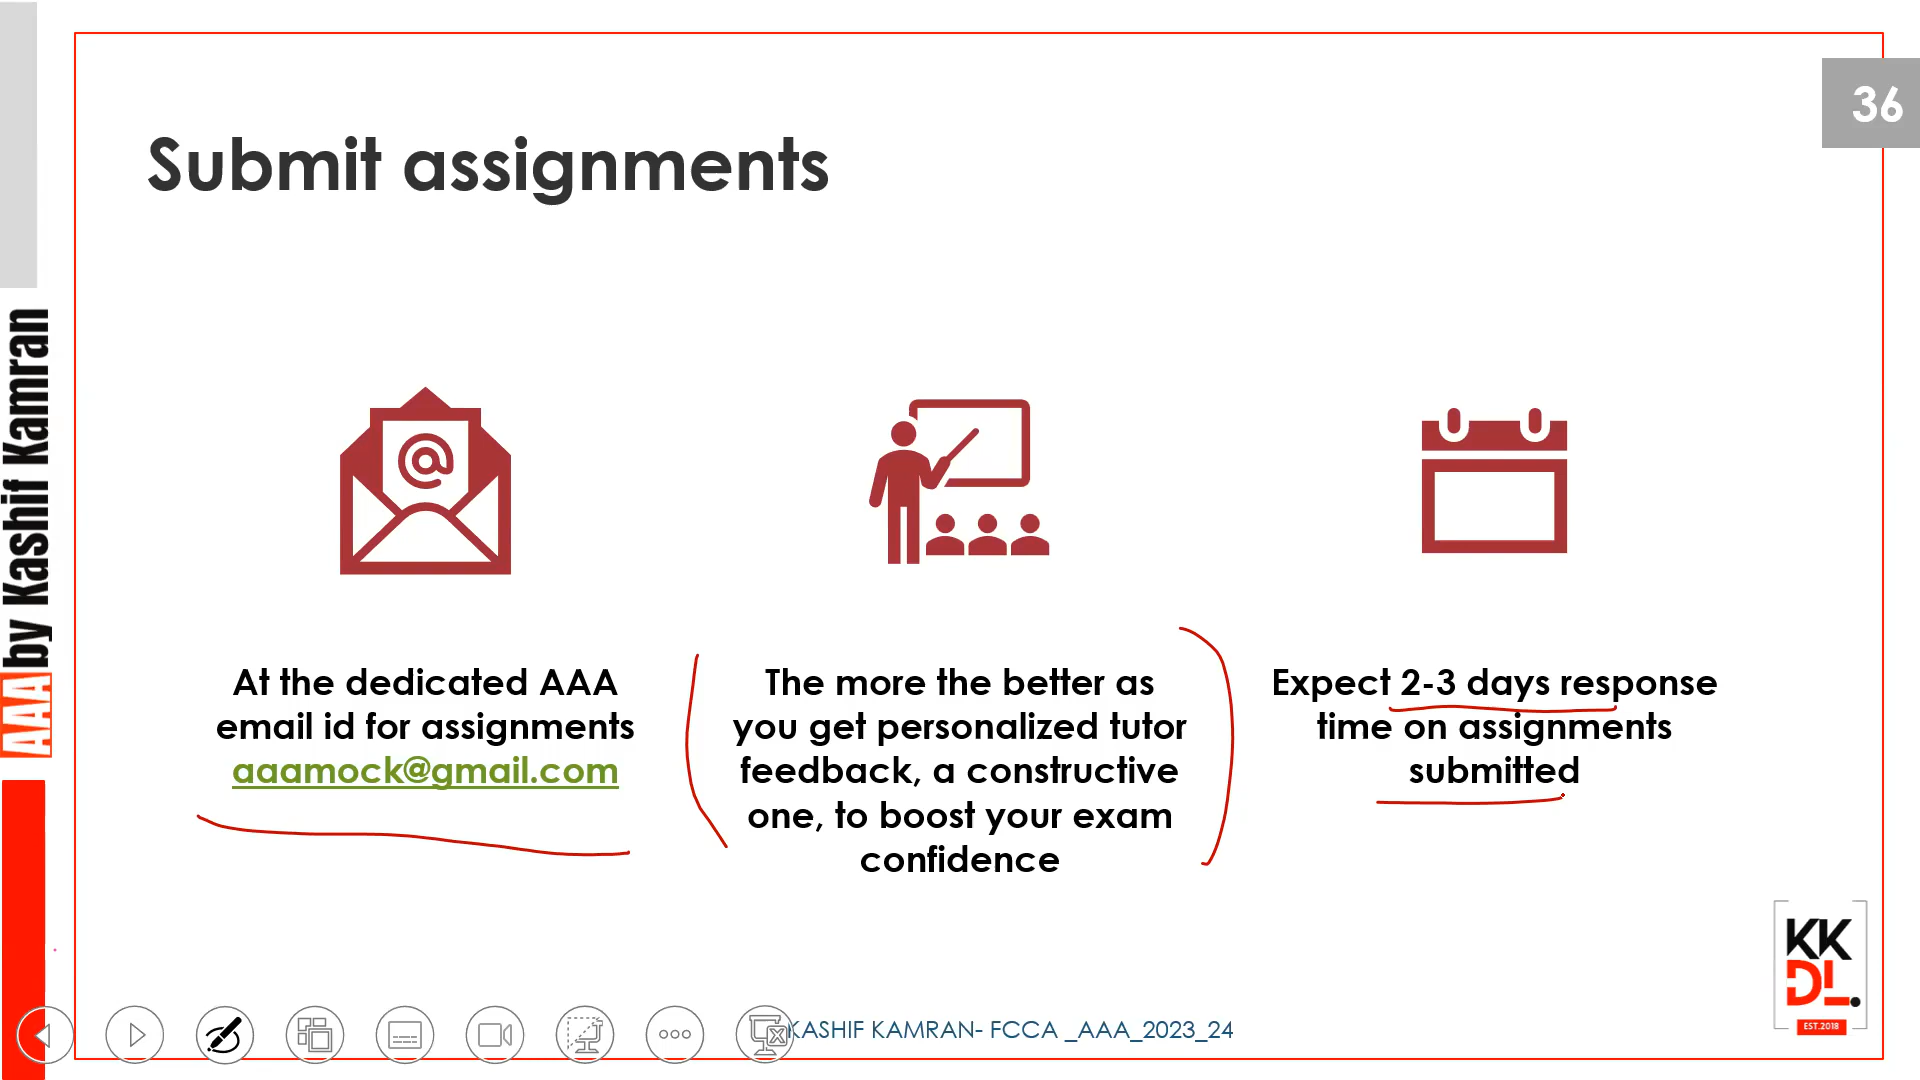 36
Submit assignments
AAA by Kashif Kamran
@
At the dedicated AAA
email id for assignments
aaamock@gmail.com
The more the better as
you get personalized tutor
feedback, a constructive
one, to boost your exam
confidence
Expect 2-3 days response
time on assignments
submitted
KK
DL.
EST.2018
KASHIF KAMRAN- FCCA _AAA_2023_24